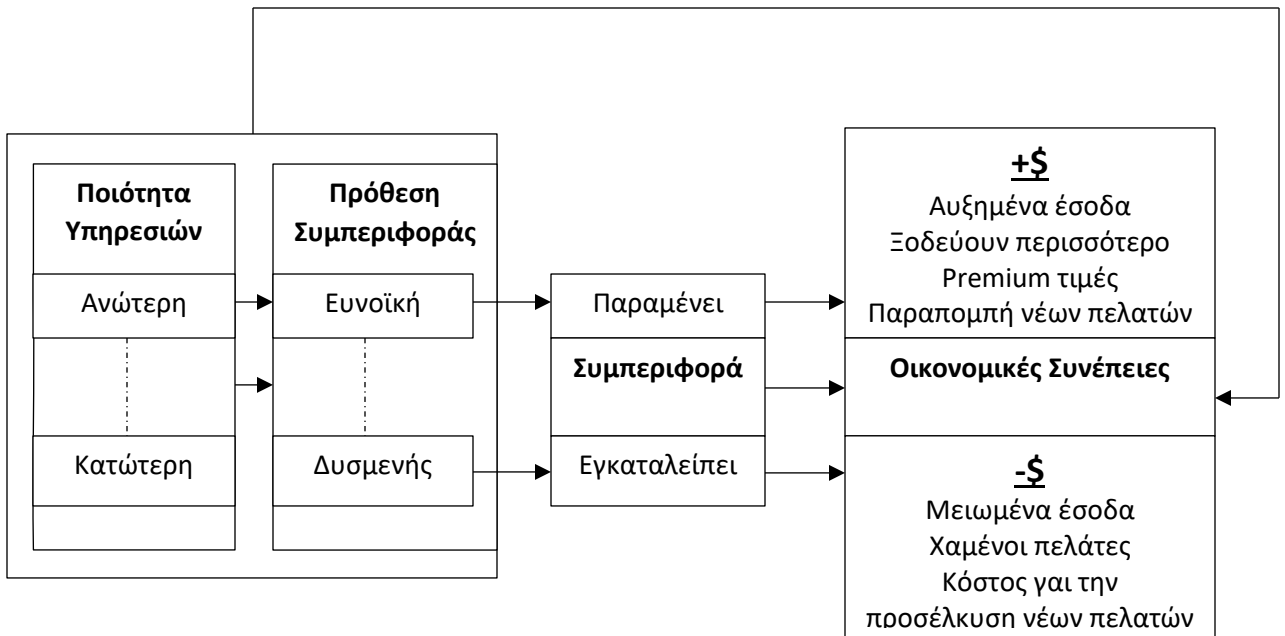 Ποιότητα
Υπηρεσιών
Ανώτερη
Κατώτερη
Πρόθεση
Συμπεριφοράς
Ευνοϊκή
Δυσμενής
Παραμένει
Συμπεριφορά
Εγκαταλείπει
+$
Αυξημένα έσοδα
Ξοδεύουν περισσότερο
Premium τιμές
Παραπομπή νέων πελατών
Οικονομικές Συνέπειες
-$
Μειωμένα έσοδα
Χαμένοι πελάτες
Κόστος γαι την
προσέλκυση νέων πελατών